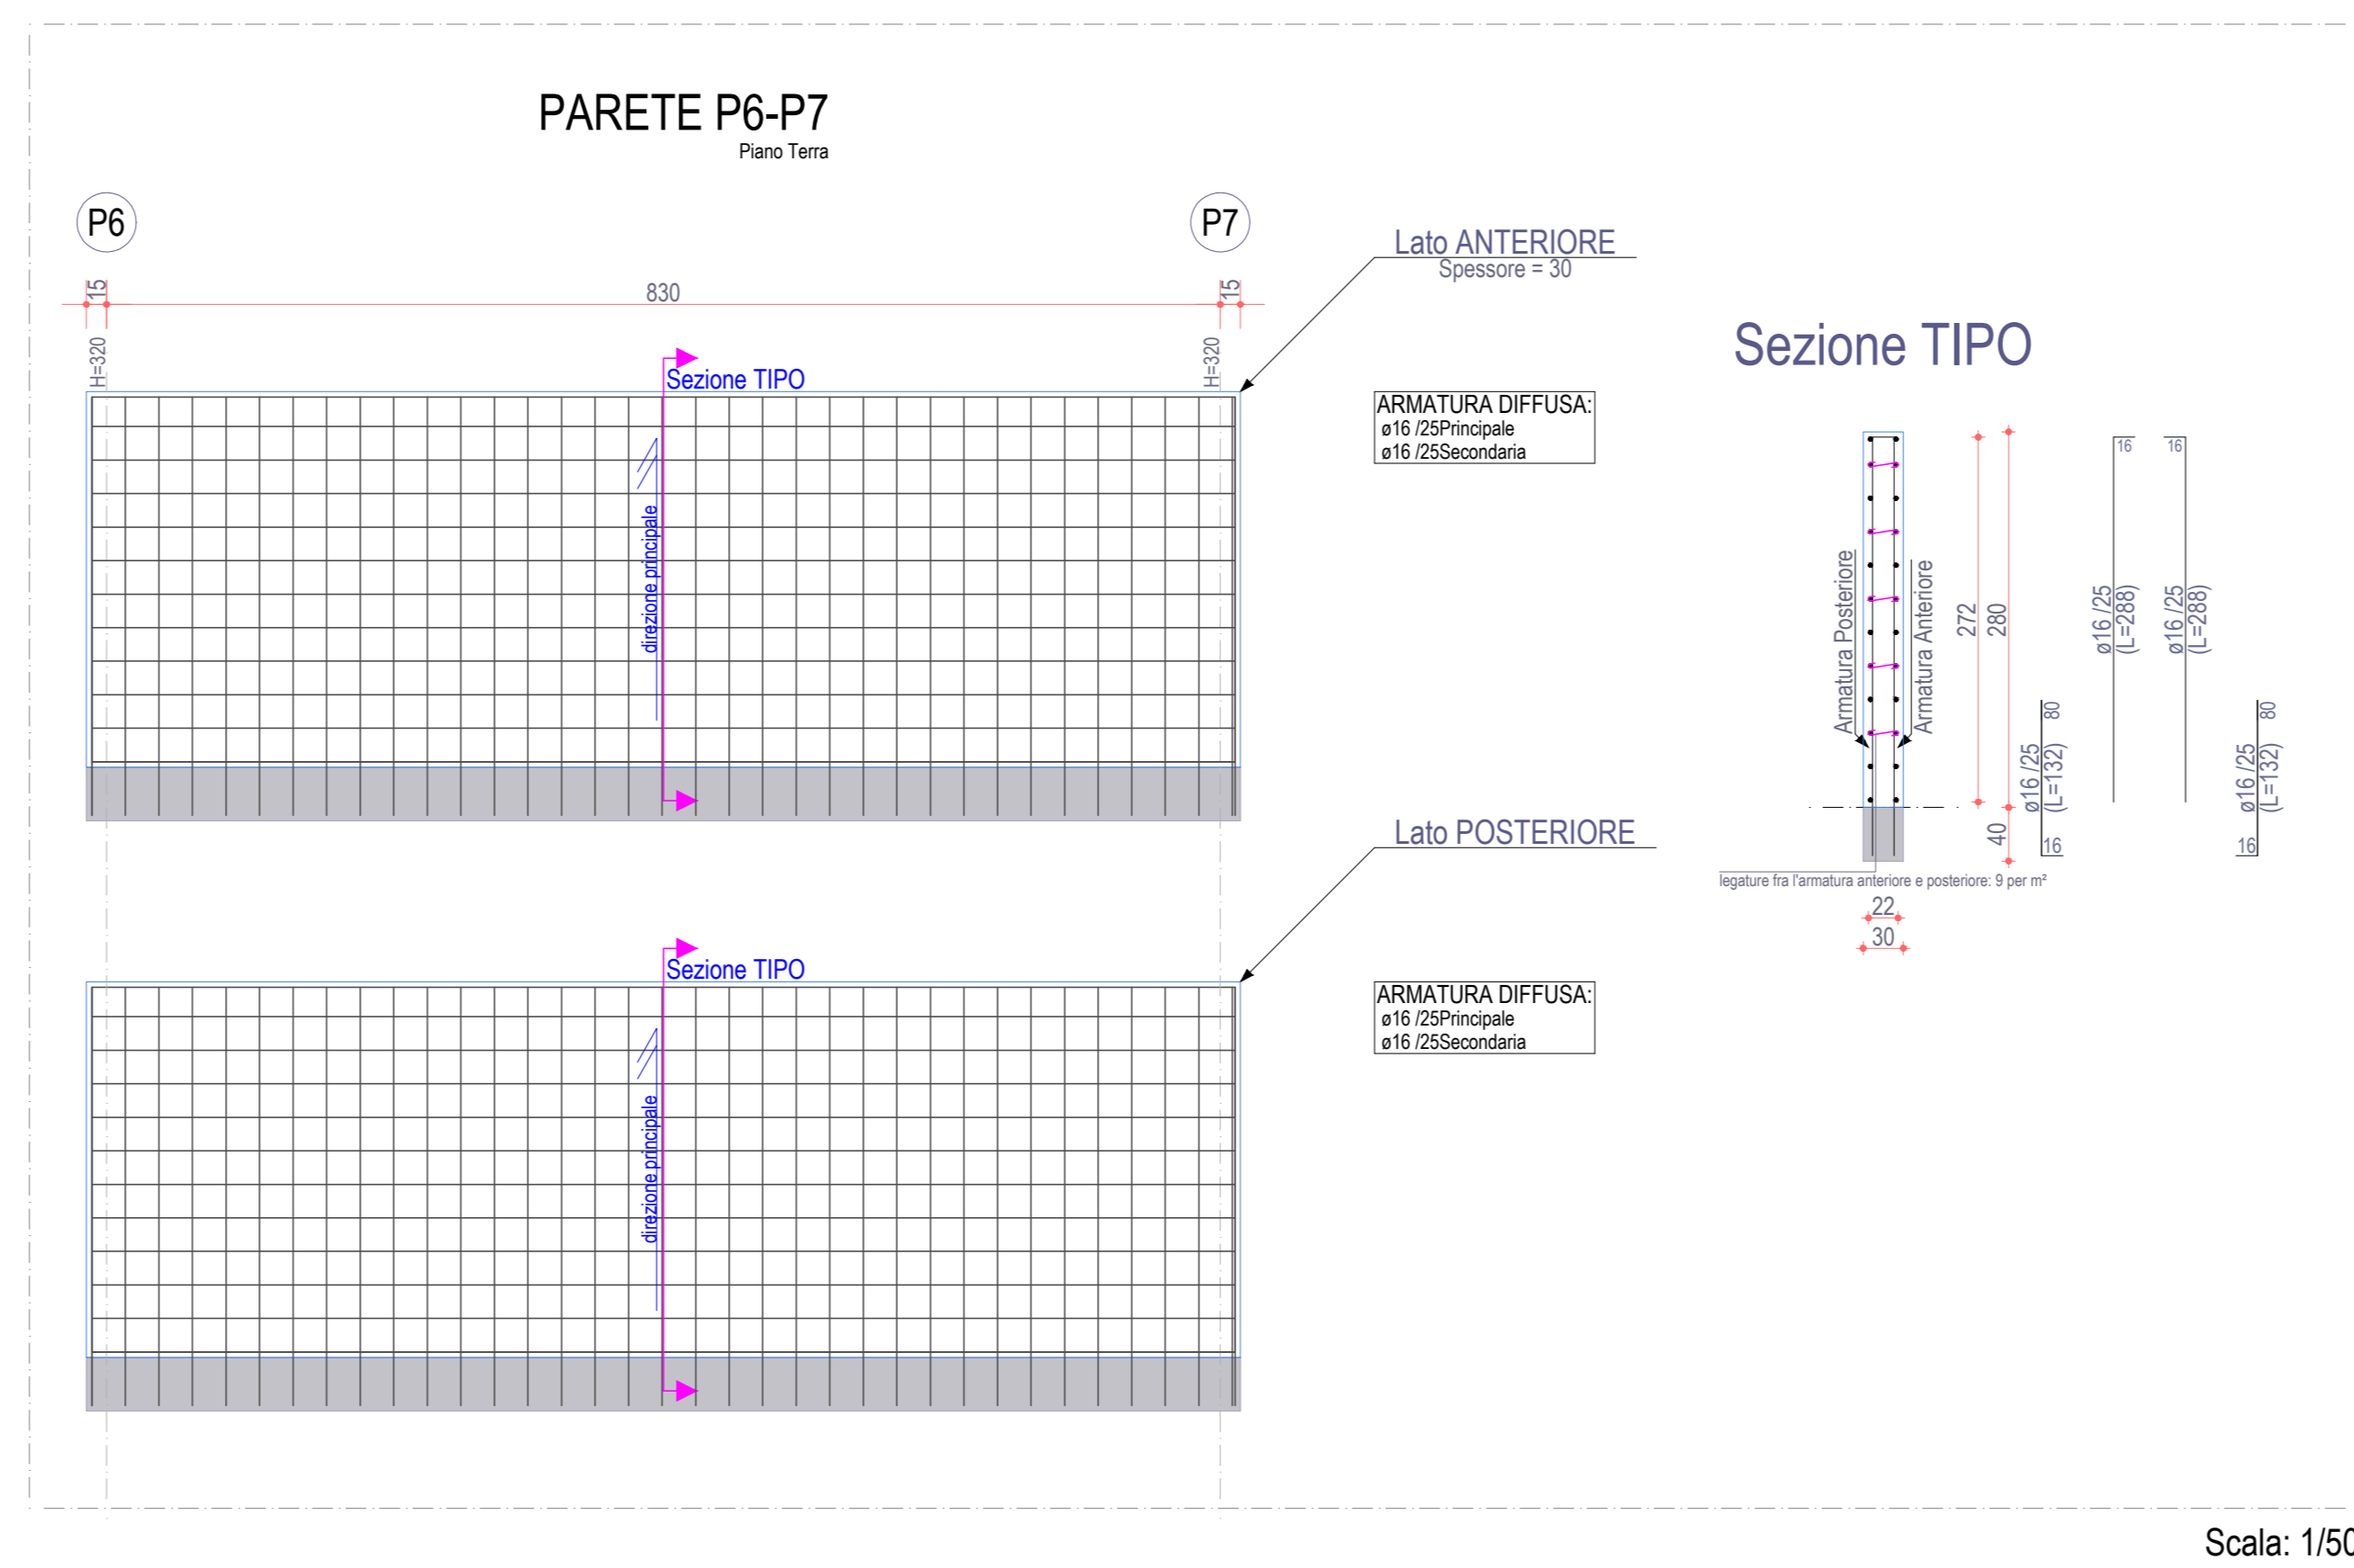 PARETE P6-P7
Piano Terra
P6
P7
15
830
15
H=320
H=320
Lato ANTERIORE
Spessore = 30
Sezione TIPO
direzione principale
ARMATURA DIFFUSA:
ø16 /25Principale
ø16 /25Secondaria
Sezione TIPO
Armatura Posteriore
Armatura Anteriore
272
280
40
16
16
ø16 /25
(L=288)
ø16 /25
(L=288)
80
ø16 /25
(L=132)
16
80
ø16 /25
(L=132)
16
legature fra l'armatura anteriore e posteriore: 9 per m²
22
30
Lato POSTERIORE
Sezione TIPO
direzione principale
ARMATURA DIFFUSA:
ø16 /25Principale
ø16 /25Secondaria
Scala: 1/50